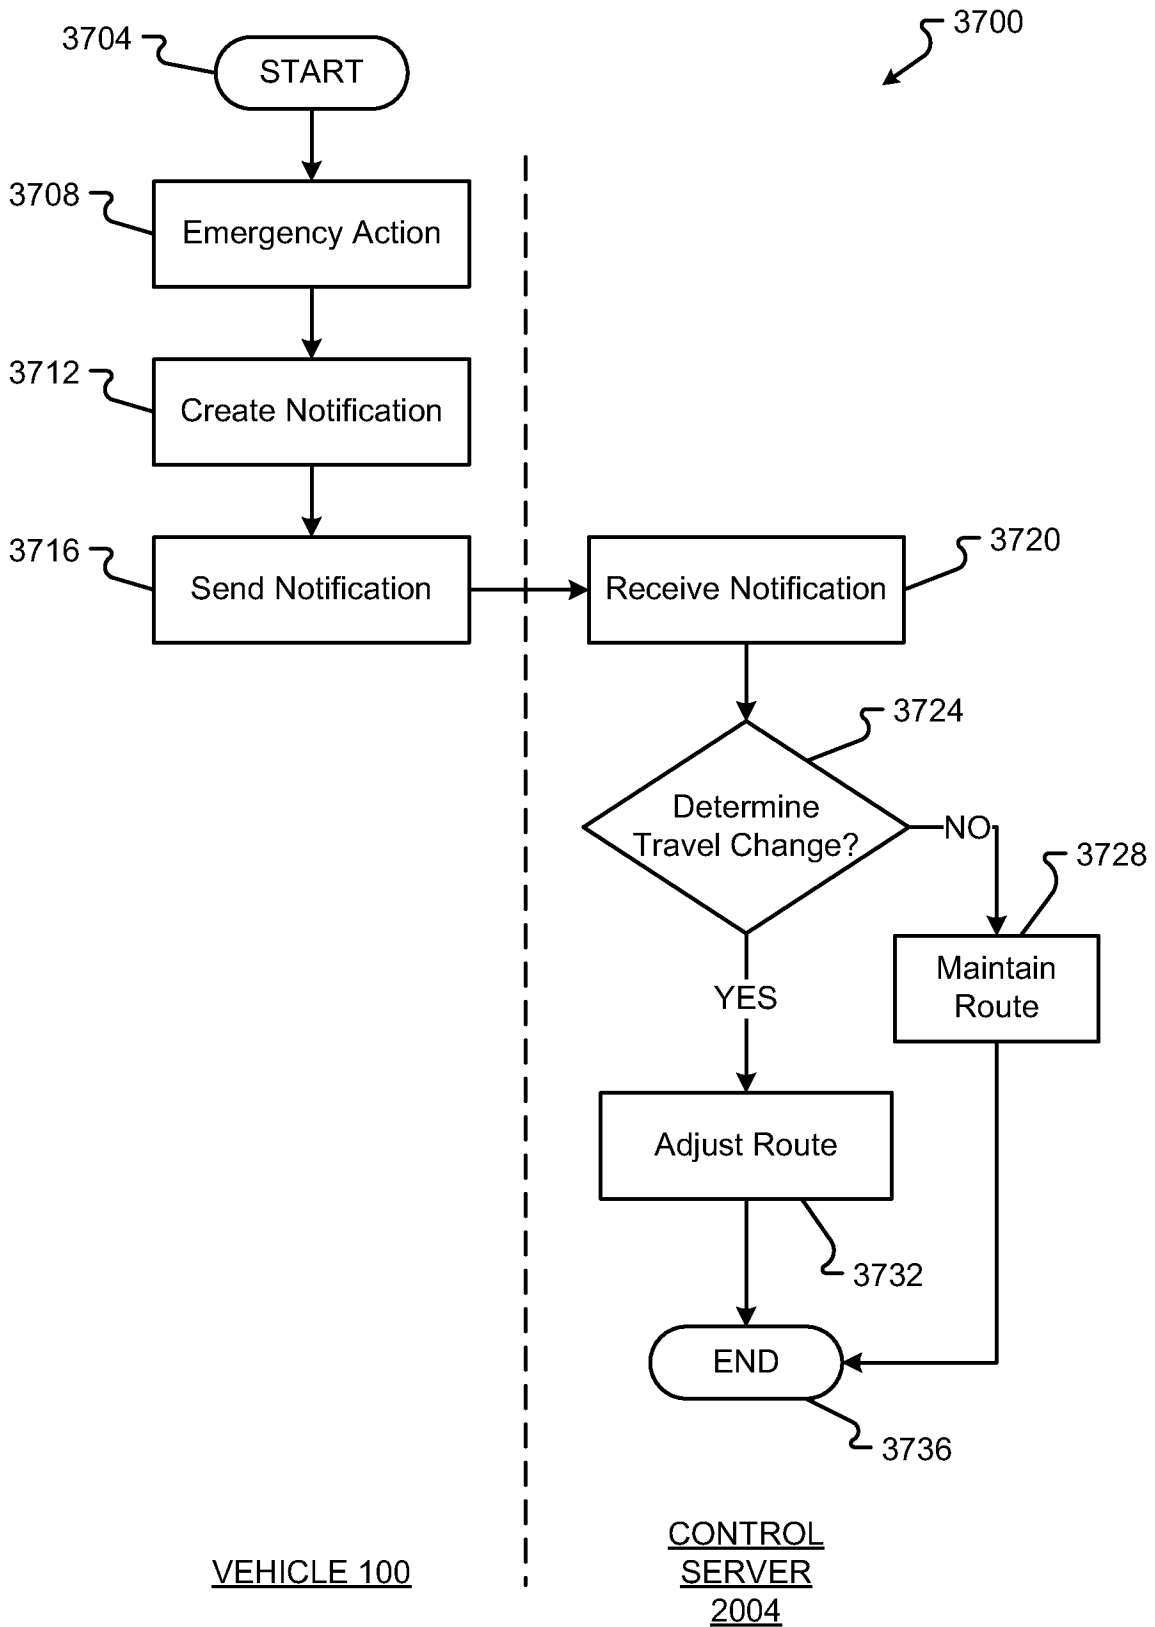 3700
3704
START
3708
Emergency Action
3712
Create Notification
3716
Send Notification
Receive Notification
3720
3724
Determine
Travel Change?
NO
3728
Maintain
Route
YES
Adjust Route
3732
END
3736
VEHICLE 100
CONTROL
SERVER
2004